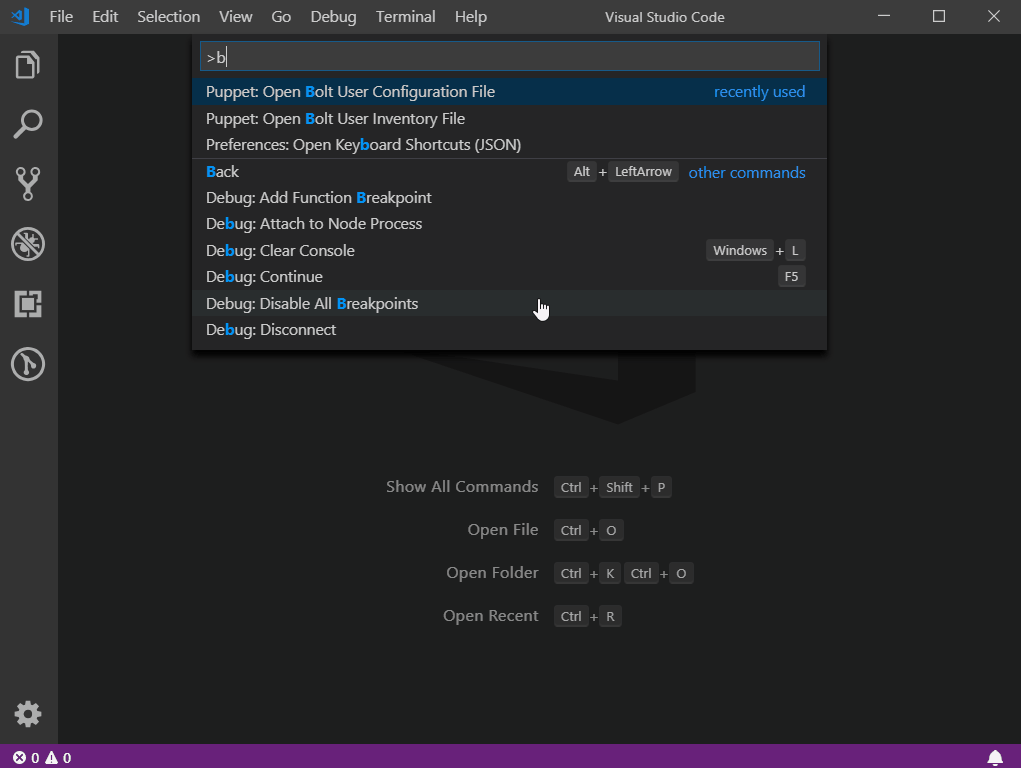 File Edit Selection View Go Debug Terminal Help Visual Studio Code
>b
Puppet: Open Bolt User Configuration File recently used
Puppet: Open Bolt User Inventory File
Preferences: Open Keyboard Shortcuts (JSON)
Back Alt + LeftArrow other commands
Debug: Add Function Breakpoint
Debug: Attach to Node Process
Debug: Clear Console Windows + L
Debug: Continue F5
Debug: Disable All Breakpoints
Debug: Disconnect
Show All Commands Ctrl + Shift + P
Open File Ctrl + O
Open Folder Ctrl + K Ctrl + O
Open Recent Ctrl + R
0 0